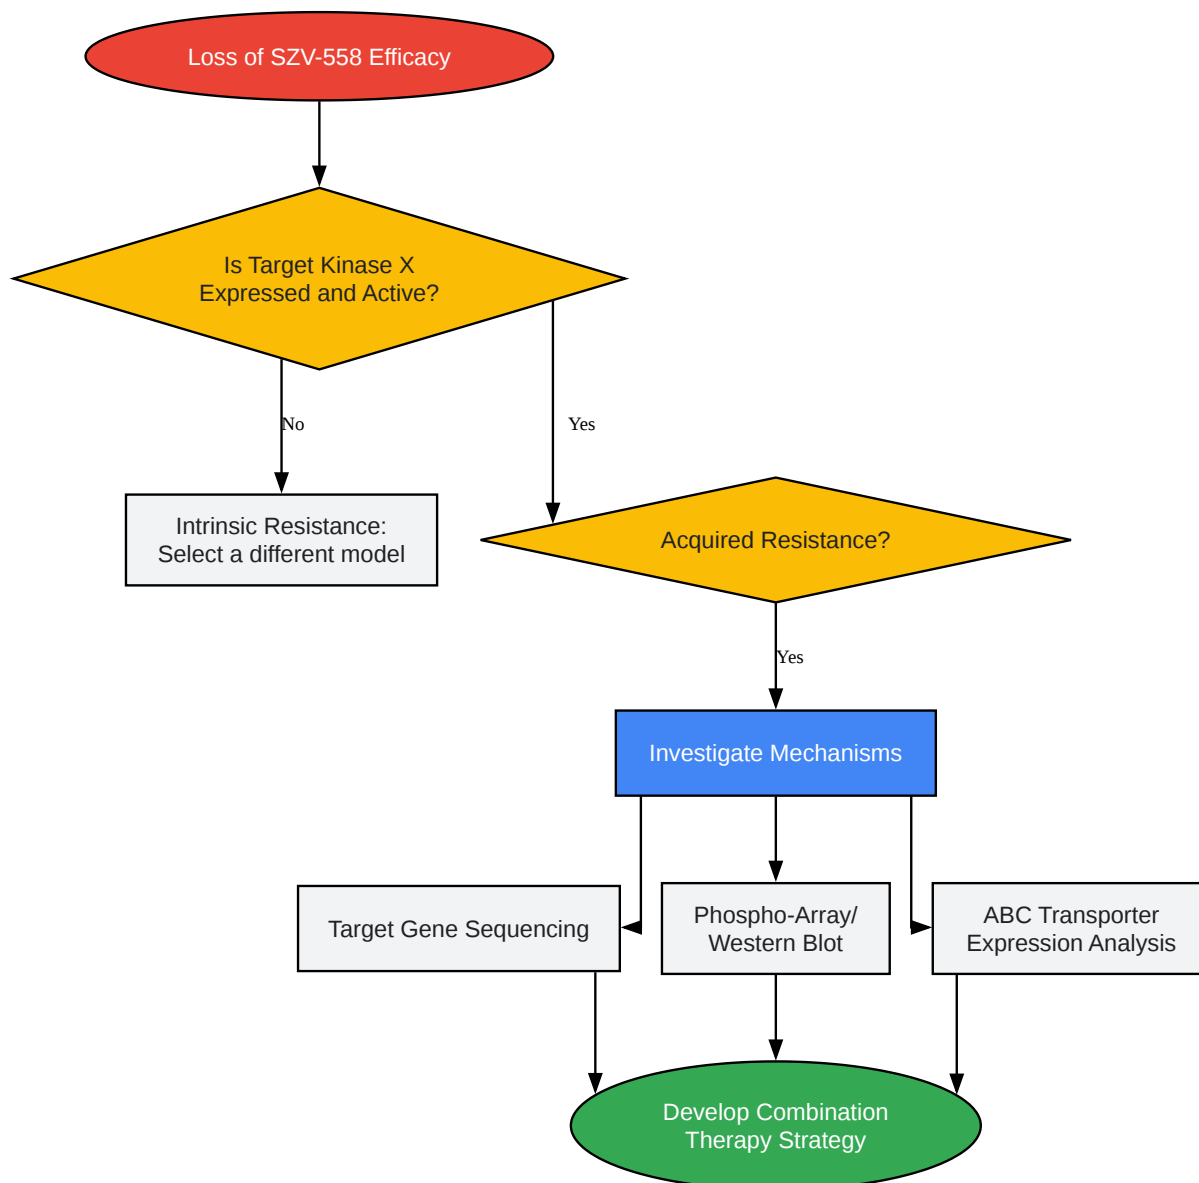 Loss of SZV-558 Efficacy
Is Target Kinase X
Expressed and Active?
No
Yes
Intrinsic Resistance:
Select a different model
Acquired Resistance?
Yes
Investigate Mechanisms
Target Gene Sequencing
Phospho-Array/
Western Blot
ABC Transporter
Expression Analysis
Develop Combination
Therapy Strategy